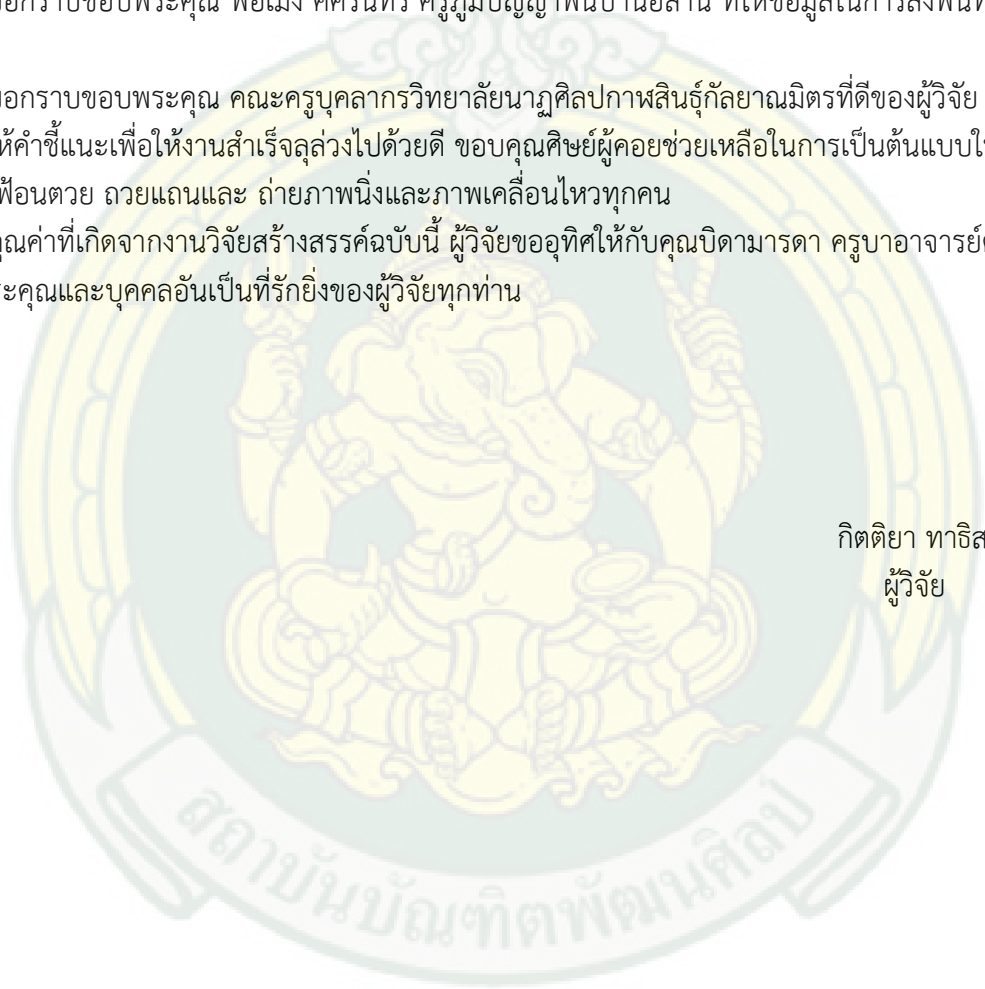 ขอกราบขอบพระคุณ คณะครูบุคลากรวิทยาลัยนาฏศิลปกาฬสินธุ์กัลยาณมิตรที่ดีของผู้วิจัย
ให้คำชี้แนะเพื่อให้งานสำเร็จลุล่วงไปด้วยดี ขอบคุณศิษย์ผู้คอยช่วยเหลือในการเป็นต้นแบบ
ฟ้อนตวย ถวยแถนและ ถ่ายภาพนิ่งและภาพเคลื่อนไหวทุกคน
คุณค่าที่เกิดจากงานวิจัยสร้างสรรค์ฉบับนี้ ผู้วิจัยขออุทิศให้กับคุณบิดามารดา ครูบาอาจารย์
ะคุณและบุคคลอันเป็นที่รักยิ่งของผู้วิจัยทุกท่าน
กิตติยา ทาธิส
ผู้วิจัย
สถาบันบัณฑิตพัฒนศิลป์